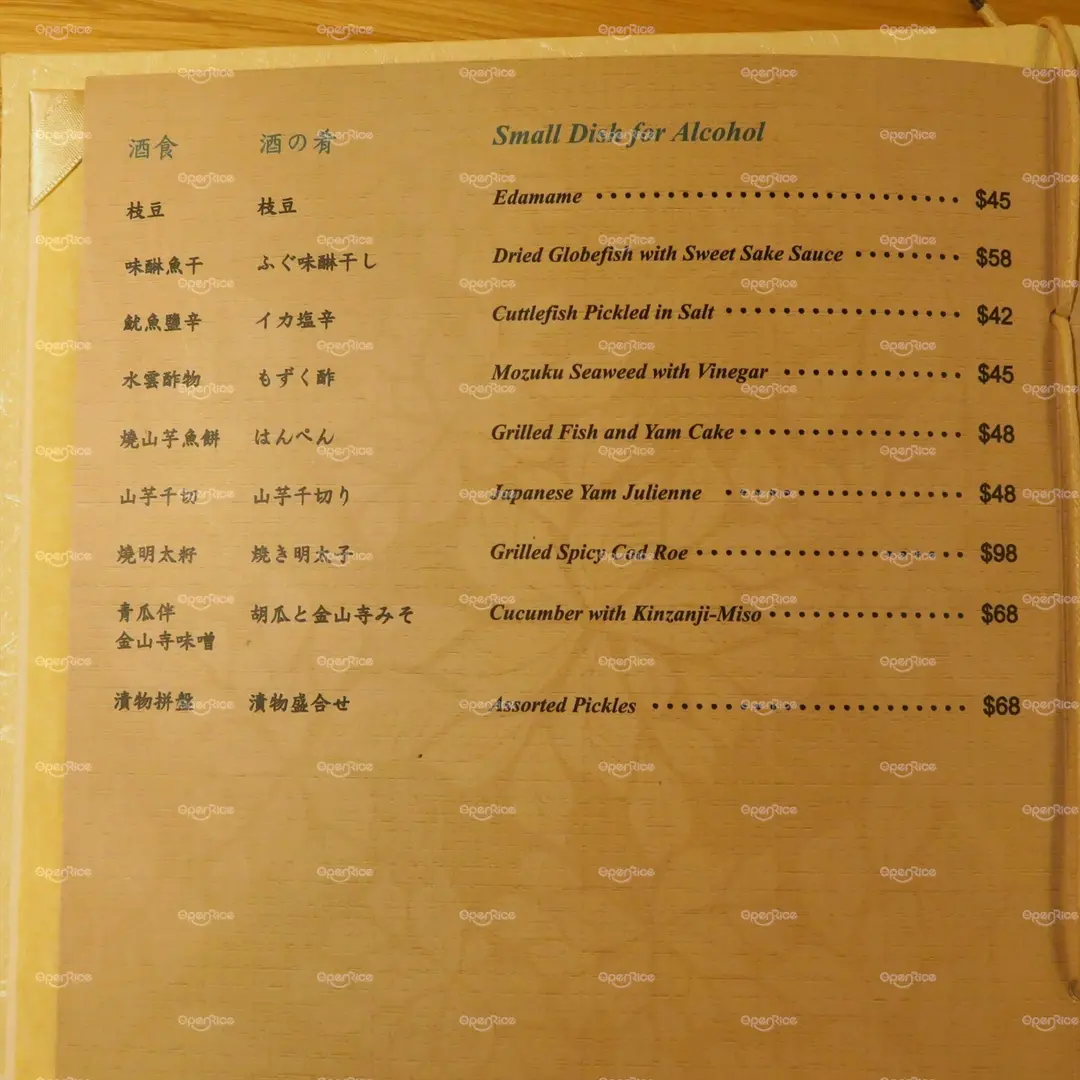 酒食 酒の肴 Small Dish for Alcohol
枝豆 枝豆 Edamame $45
味醂魚干 ふぐ味醂干し Dried Globefish with Sweet Sake Sauce $58
魷魚鹽辛 イカ塩辛 Cuttlefish Pickled in Salt $42
水雲酢物 もずく酢 Mozuku Seaweed with Vinegar $45
燒山芋魚餅 はんぺん Grilled Fish and Yam Cake $48
山芋千切 山芋千切り Japanese Yam Julienne $48
燒明太籽 焼き明太子 Grilled Spicy Cod Roe $98
青瓜伴 胡瓜と金山寺みそ Cucumber with Kinzanji-Miso $68
金山寺味噌
漬物拼盤 漬物盛合せ Assorted Pickles $68